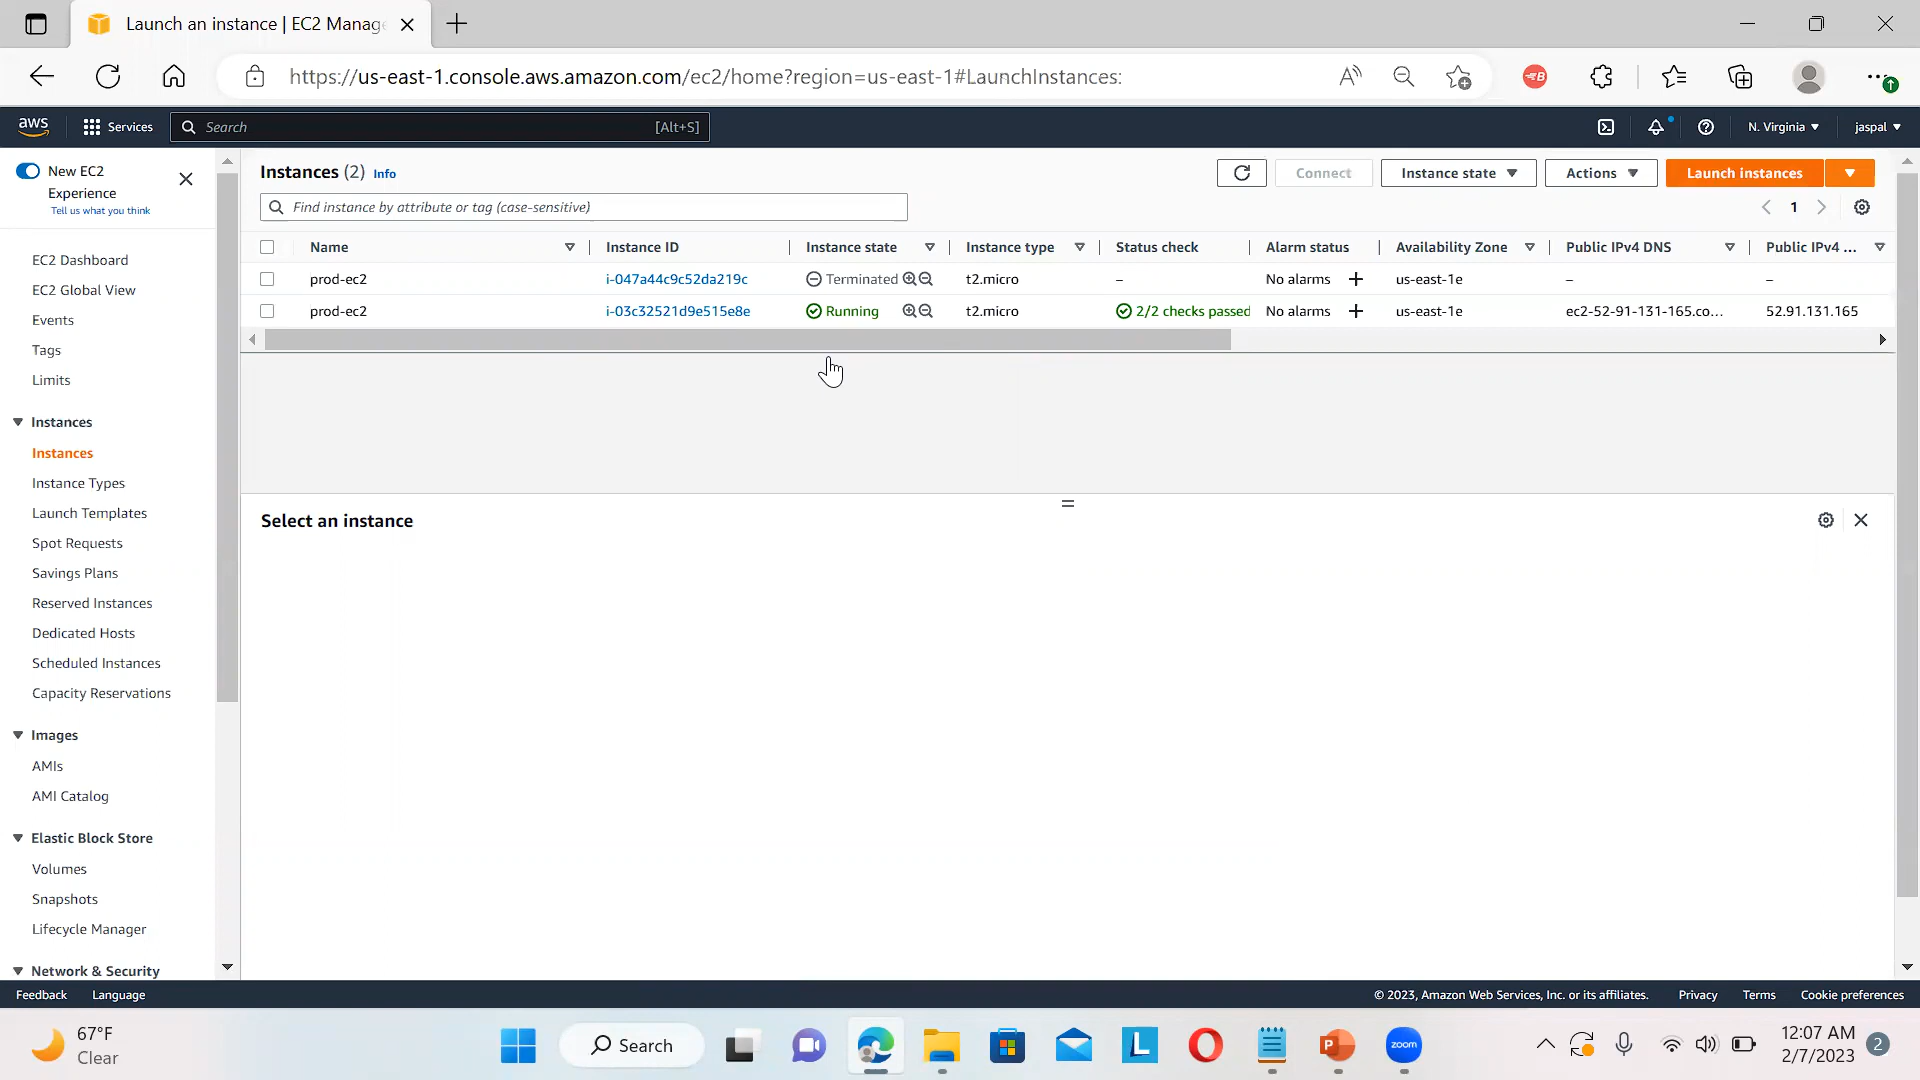 Launch an instance | EC2 Manag
https://us-east-1.console.aws.amazon.com/ec2/home?region=us-east-1#LaunchInstances:
aws
Services
Search
[Alt+S]
N. Virginia
jaspal
New EC2
Experience
Tell us what you think
EC2 Dashboard
EC2 Global View
Events
Tags
Limits
Instances
Instances
Instance Types
Launch Templates
Spot Requests
Savings Plans
Reserved Instances
Dedicated Hosts
Scheduled Instances
Capacity Reservations
Images
AMIs
AMI Catalog
Elastic Block Store
Volumes
Snapshots
Lifecycle Manager
Network & Security
Instances (2) Info
Connect
Instance state
Actions
Launch instances
Find instance by attribute or tag (case-sensitive)
1
Name Instance ID Instance state Instance type Status check Alarm status Availability Zone Public IPv4 DNS Public IPv4 ...
prod-ec2 i-047a44c9c52da219c Terminated t2.micro – No alarms + us-east-1e – –
prod-ec2 i-03c32521d9e515e8e Running t2.micro 2/2 checks passed No alarms + us-east-1e ec2-52-91-131-165.co... 52.91.131.165
Select an instance
Feedback
Language
© 2023, Amazon Web Services, Inc. or its affiliates.
Privacy
Terms
Cookie preferences
67°F
Clear
Search
zoom
12:07 AM
2/7/2023
2